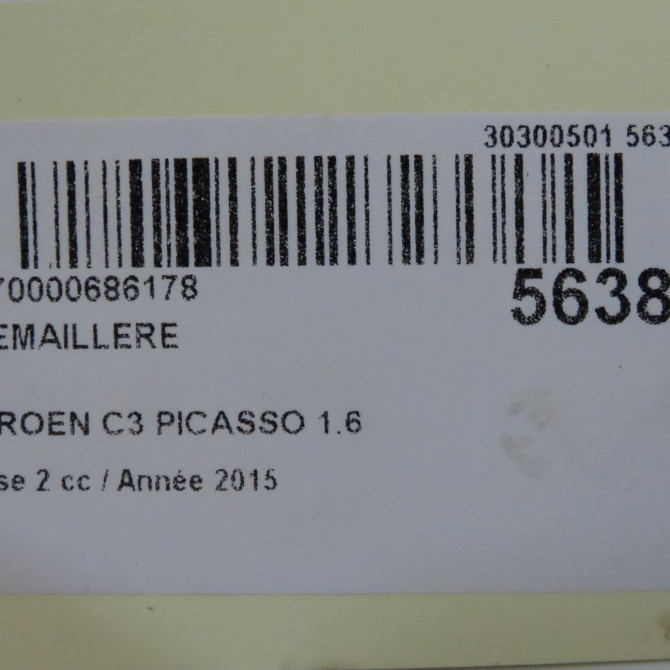 30300501 563
70000686178
5638
EMAILLERE
ROEN C3 PICASSO 1.6
se 2 cc / Année 2015